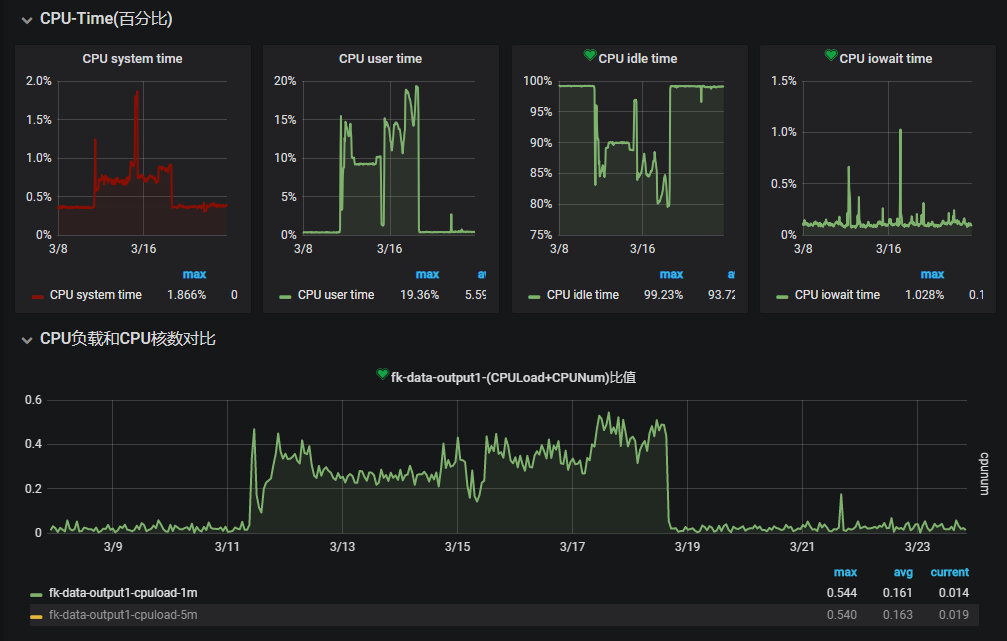 CPU-Time(百分比)
CPU system time
2.0%
1.5%
1.0%
0.5%
0%
3/8 3/16
max
CPU system time 1.866% 0
CPU user time
20%
15%
10%
5%
0%
3/8 3/16
max
CPU user time 19.36% 5.59
CPU idle time
100%
95%
90%
85%
80%
75%
3/8 3/16
max
CPU idle time 99.23% 93.72
CPU iowait time
1.5%
1.0%
0.5%
0%
3/8 3/16
max
CPU iowait time 1.028% 0.1
CPU负载和CPU核数对比
fk-data-output1-(CPULoad+CPUNum)比值
0.6
0.4
0.2
0
cpunum
3/9 3/11 3/13 3/15 3/17 3/19 3/21 3/23
max avg current
fk-data-output1-cpuload-1m 0.544 0.161 0.014
fk-data-output1-cpuload-5m 0.540 0.163 0.019